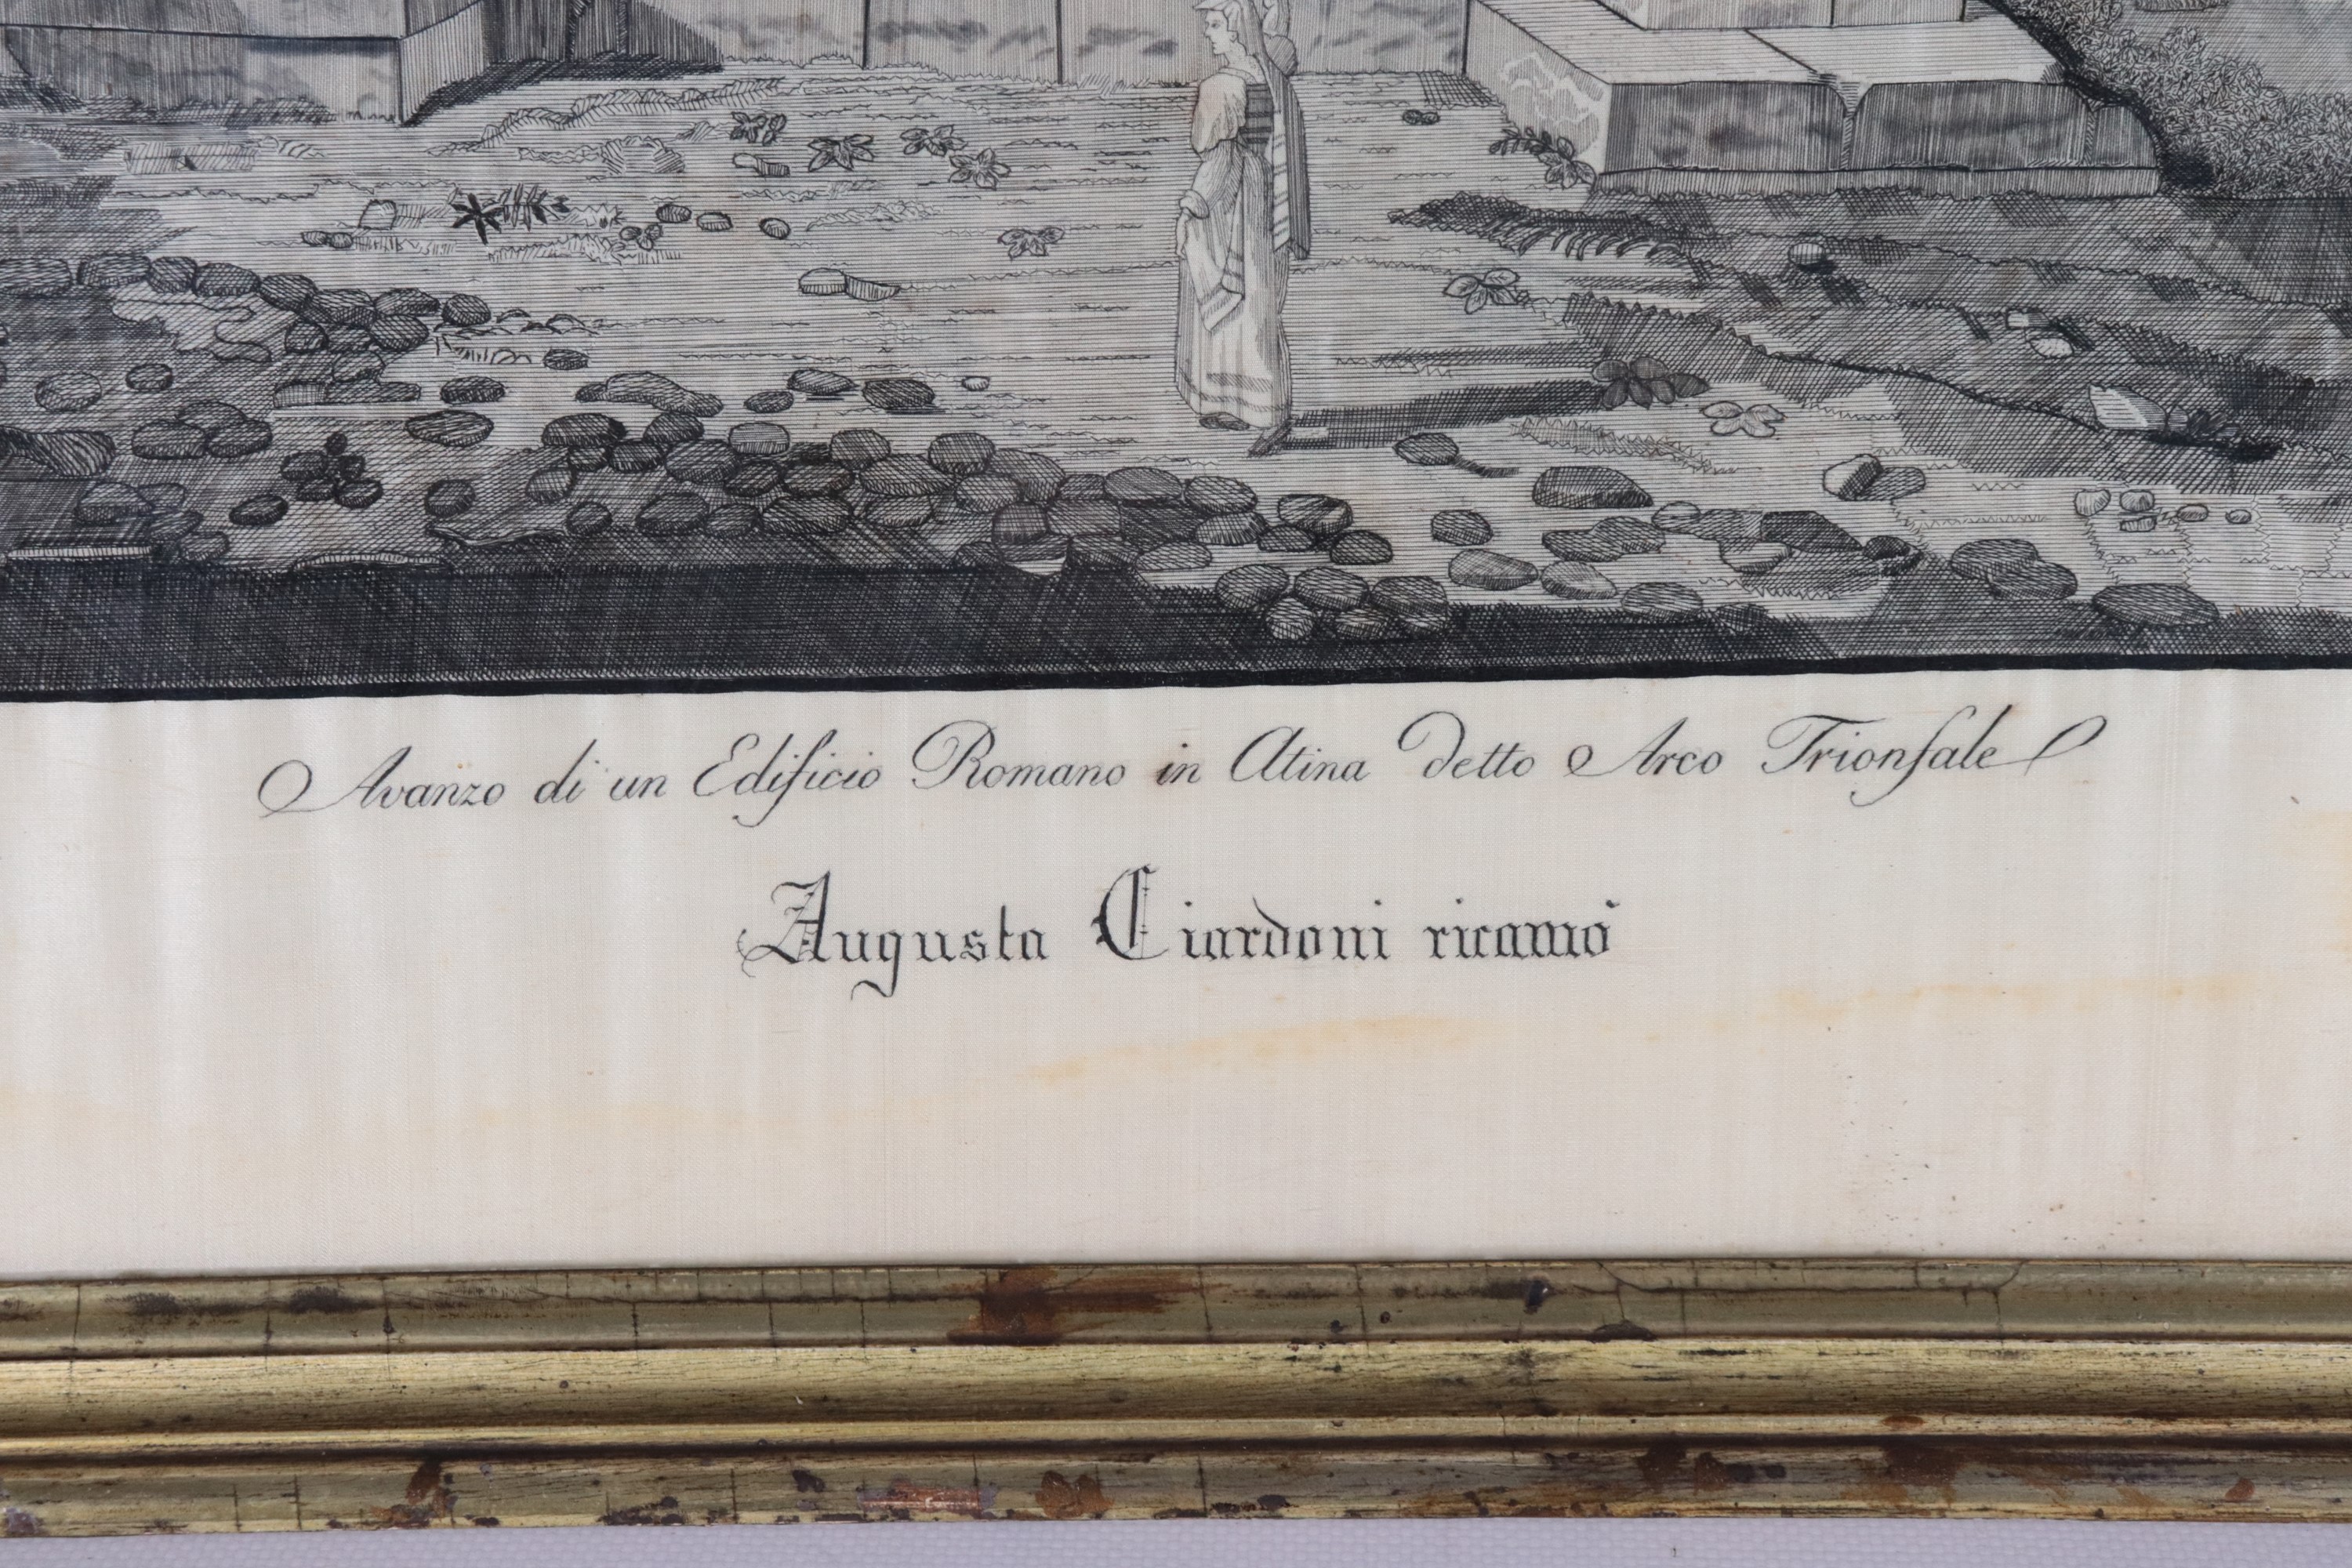 Avanzo di un Edificio Romano in Atina detto Arco Trionfale
Augusta Ciardoni ricamò